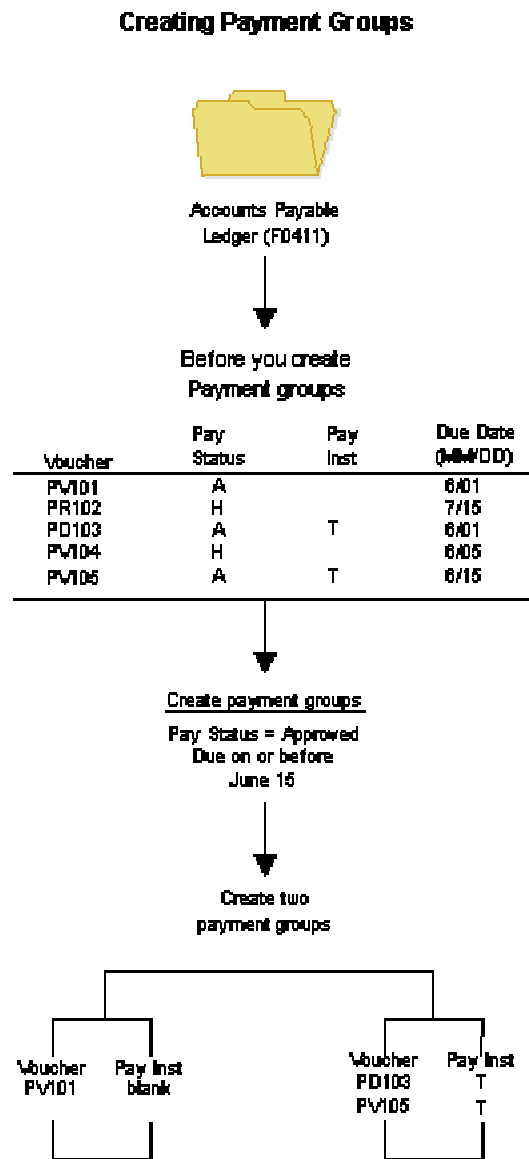 Creating Payment Groups
Accounts Payable
Ledger (F0411)
Before you create
Payment groups
Voucher Pay Status Pay Inst Due Date (MM/DD)
PV101 A 6/01
PR102 H 7/15
PD103 A T 6/01
PV104 H 6/05
PV105 A T 6/15
Create payment groups
Pay Status = Approved
Due on or before
June 15
Create two
payment groups
Voucher Pay Inst
PV101 blank
Voucher Pay Inst
PD103 T
PV105 T